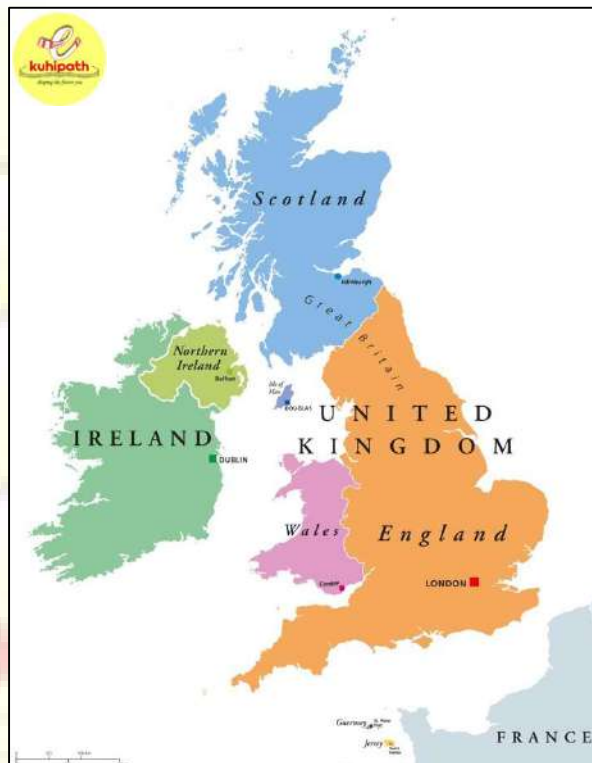 kuhipath
Scotland
Edinburgh
Great Britain
Northern
Ireland
Belfast
Isle of
Man
DOUGLAS
UNITED
KINGDOM
IRELAND
DUBLIN
Wales
England
Cardiff
LONDON
Guernsey
Jersey
FRANCE